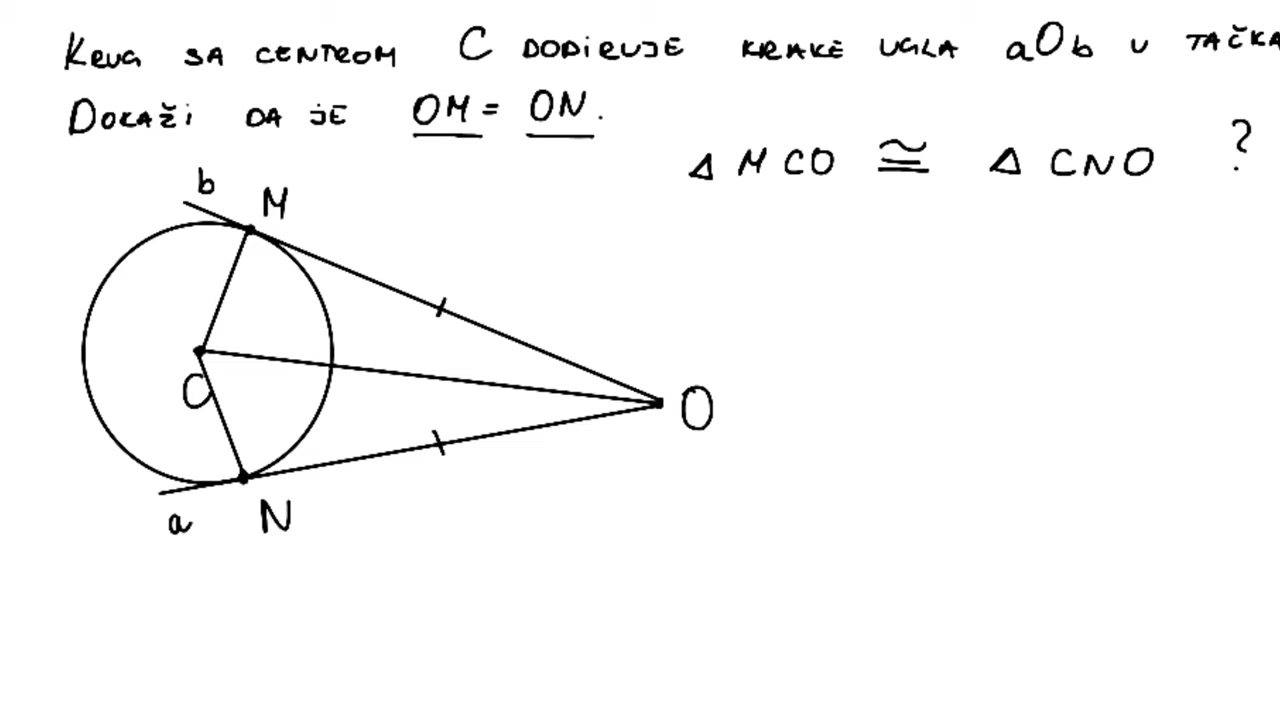 KRUG SA CENTROM C DODIRUJE KRAKE UGLA aOb U TAČKA
DOKAŽI DA JE OM = ON.
Δ MCO ≅ Δ CNO ?
b M
C
O
a N